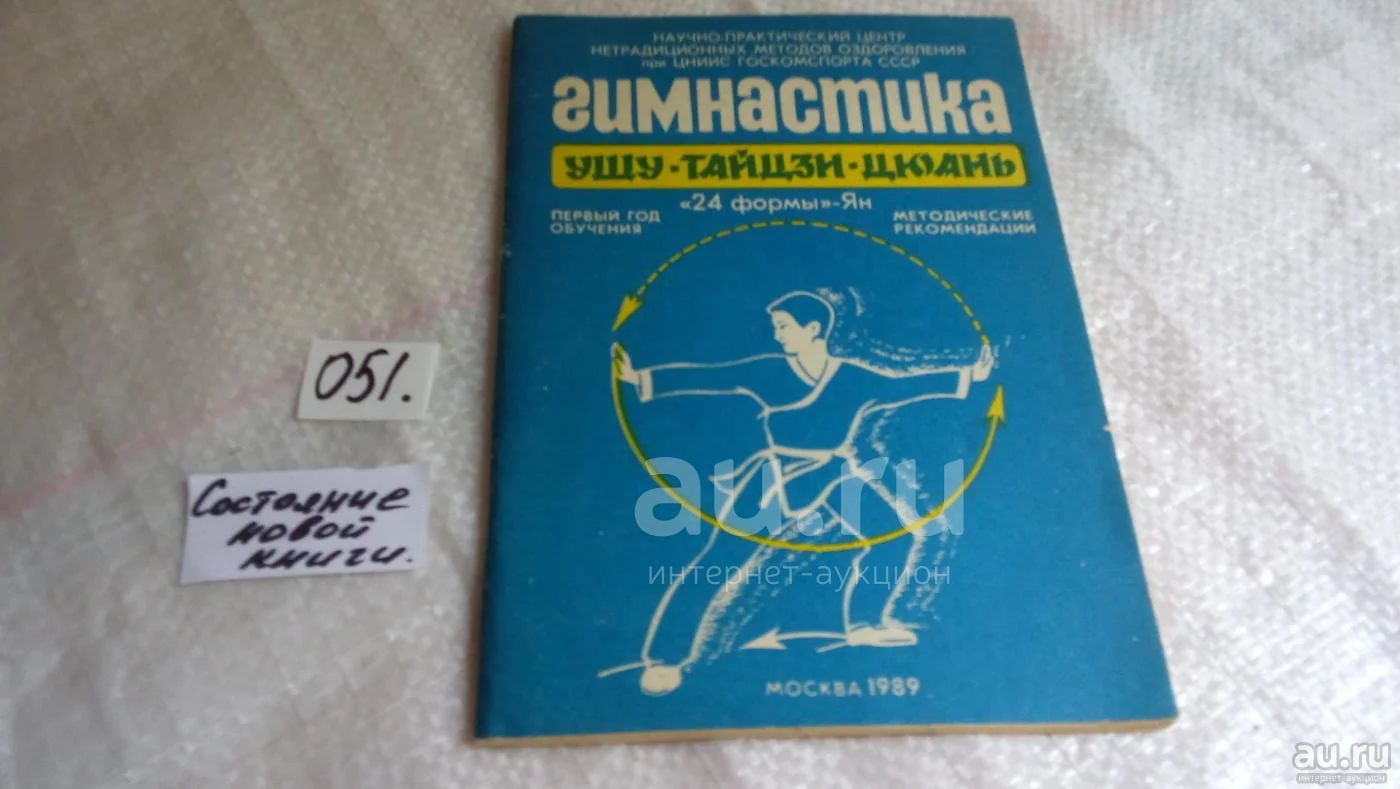 НАУЧНО-ПРАКТИЧЕСКИЙ ЦЕНТР
НЕТРАДИЦИОННЫХ МЕТОДОВ ОЗДОРОВЛЕНИЯ
при ЦНИИС ГОСКОМСПОРТА СССР
гимнастика
УШУ-ТАЙЦЗИ-ЦЮАНЬ
«24 формы»-Ян
ПЕРВЫЙ ГОД
ОБУЧЕНИЯ
МЕТОДИЧЕСКИЕ
РЕКОМЕНДАЦИИ
051.
Состояние
новой
книги.
au.ru
интернет-аукцион
МОСКВА 1989
au.ru
интернет-аукцион